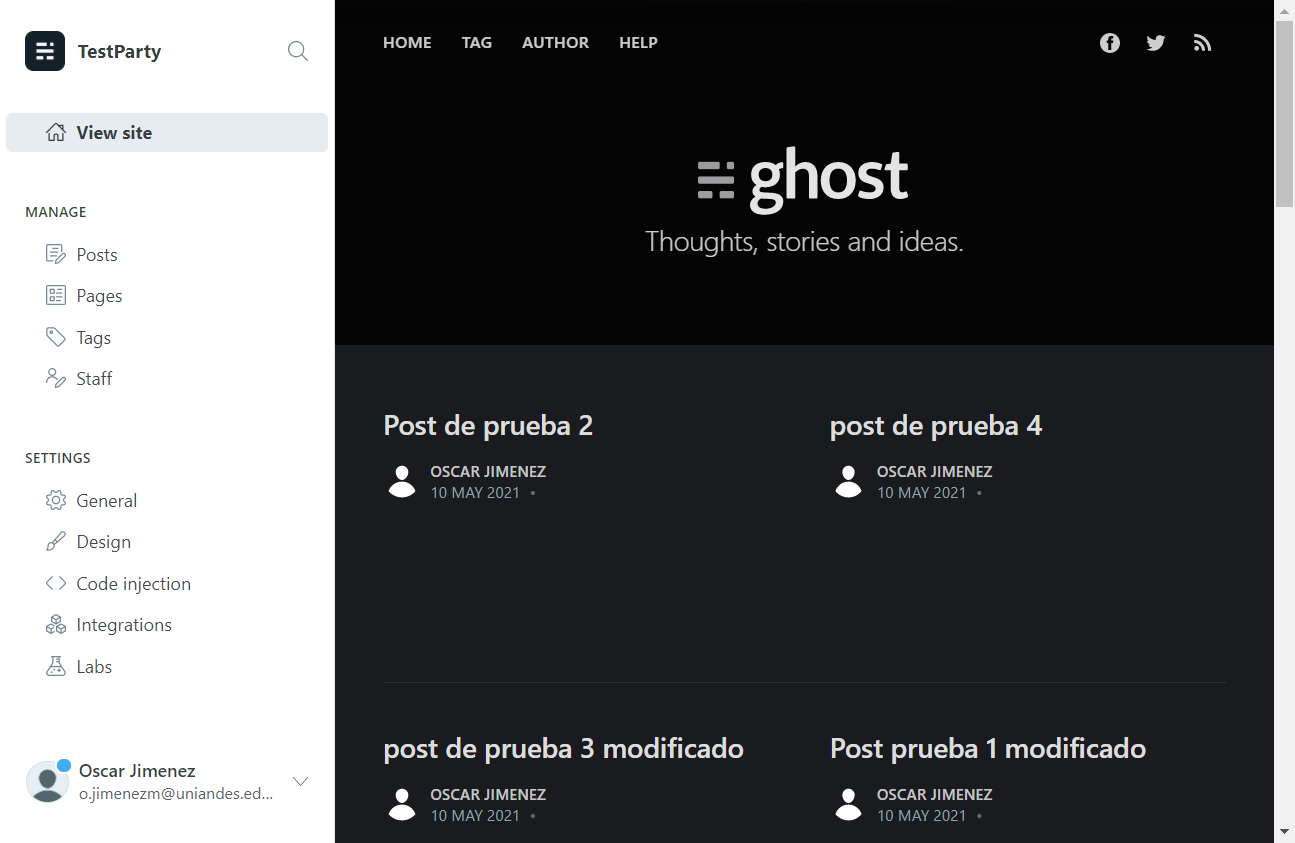 TestParty
View site
MANAGE
Posts
Pages
Tags
Staff
SETTINGS
General
Design
Code injection
Integrations
Labs
Oscar Jimenez
o.jimenezm@uniandes.ed...
HOME TAG AUTHOR HELP
ghost
Thoughts, stories and ideas.
Post de prueba 2
OSCAR JIMENEZ
10 MAY 2021 •
post de prueba 4
OSCAR JIMENEZ
10 MAY 2021 •
post de prueba 3 modificado
OSCAR JIMENEZ
10 MAY 2021 •
Post prueba 1 modificado
OSCAR JIMENEZ
10 MAY 2021 •